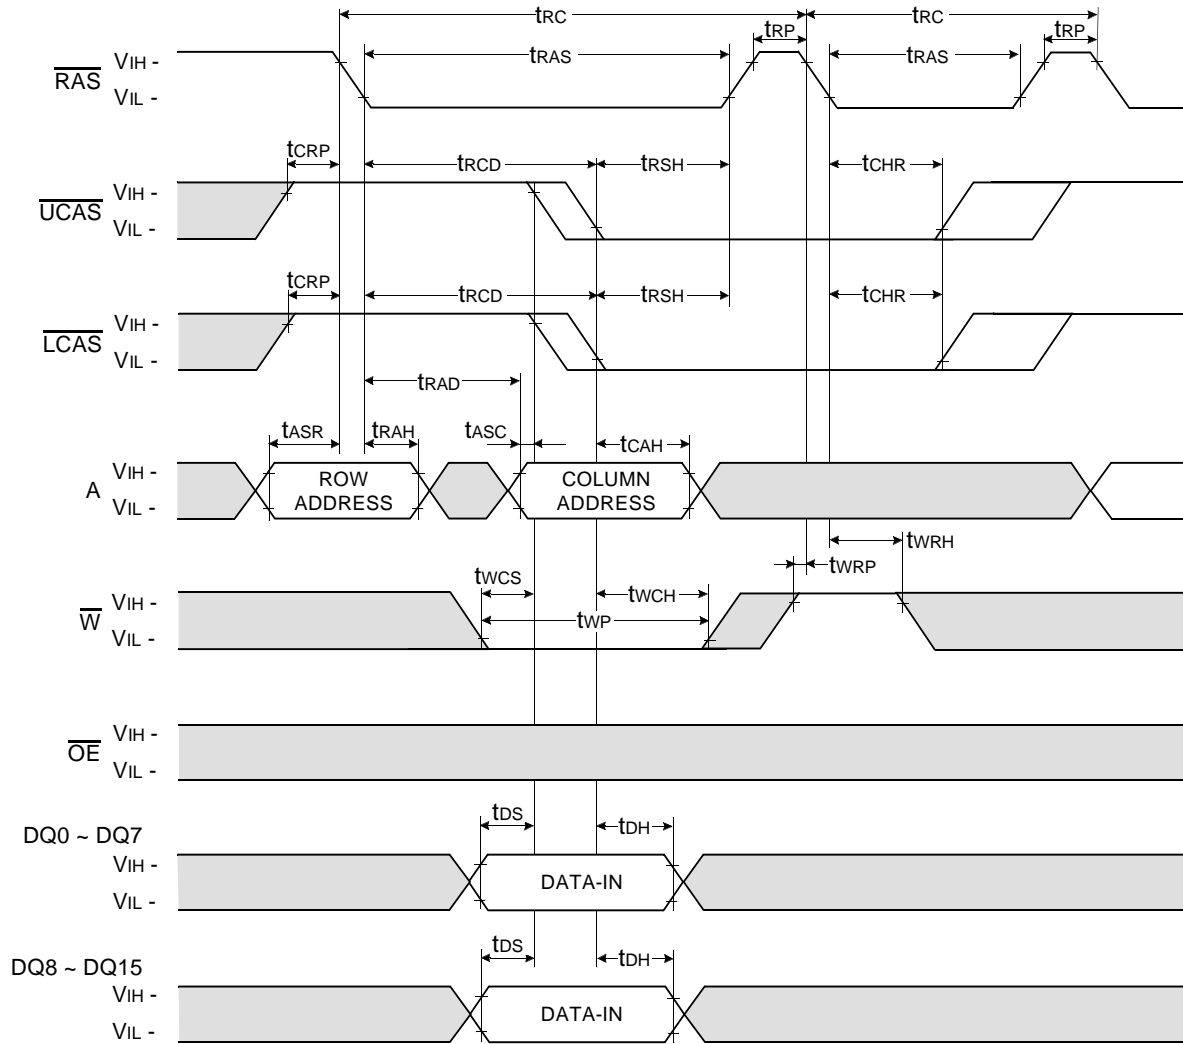 tRC tRC
tRP tRP
tRAS tRAS
RAS VIH -
VIL -
tCRP tRCD tRSH tCHR
UCAS VIH -
VIL -
tCRP tRCD tRSH tCHR
LCAS VIH -
VIL -
tRAD
tASR tRAH tASC tCAH
A VIH -
VIL -
ROW
ADDRESS
COLUMN
ADDRESS
tWRH
tWRP
tWCS tWCH
tWP
W VIH -
VIL -
OE VIH -
VIL -
tDS tDH
DQ0 ~ DQ7
VIH -
VIL -
DATA-IN
tDS tDH
DQ8 ~ DQ15
VIH -
VIL -
DATA-IN